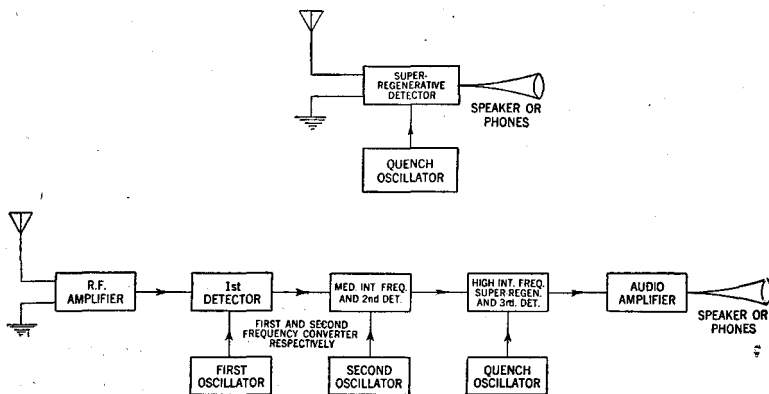 SUPER-
REGENERATIVE
DETECTOR
SPEAKER OR
PHONES
QUENCH
OSCILLATOR
R.F.
AMPLIFIER
1st
DETECTOR
MED. INT. FREQ.
AND 2nd DET.
HIGH INT. FREQ.
SUPER-REGEN.
AND 3rd. DET.
AUDIO
AMPLIFIER
SPEAKER OR
PHONES
FIRST AND SECOND
FREQUENCY CONVERTER
RESPECTIVELY
FIRST
OSCILLATOR
SECOND
OSCILLATOR
QUENCH
OSCILLATOR